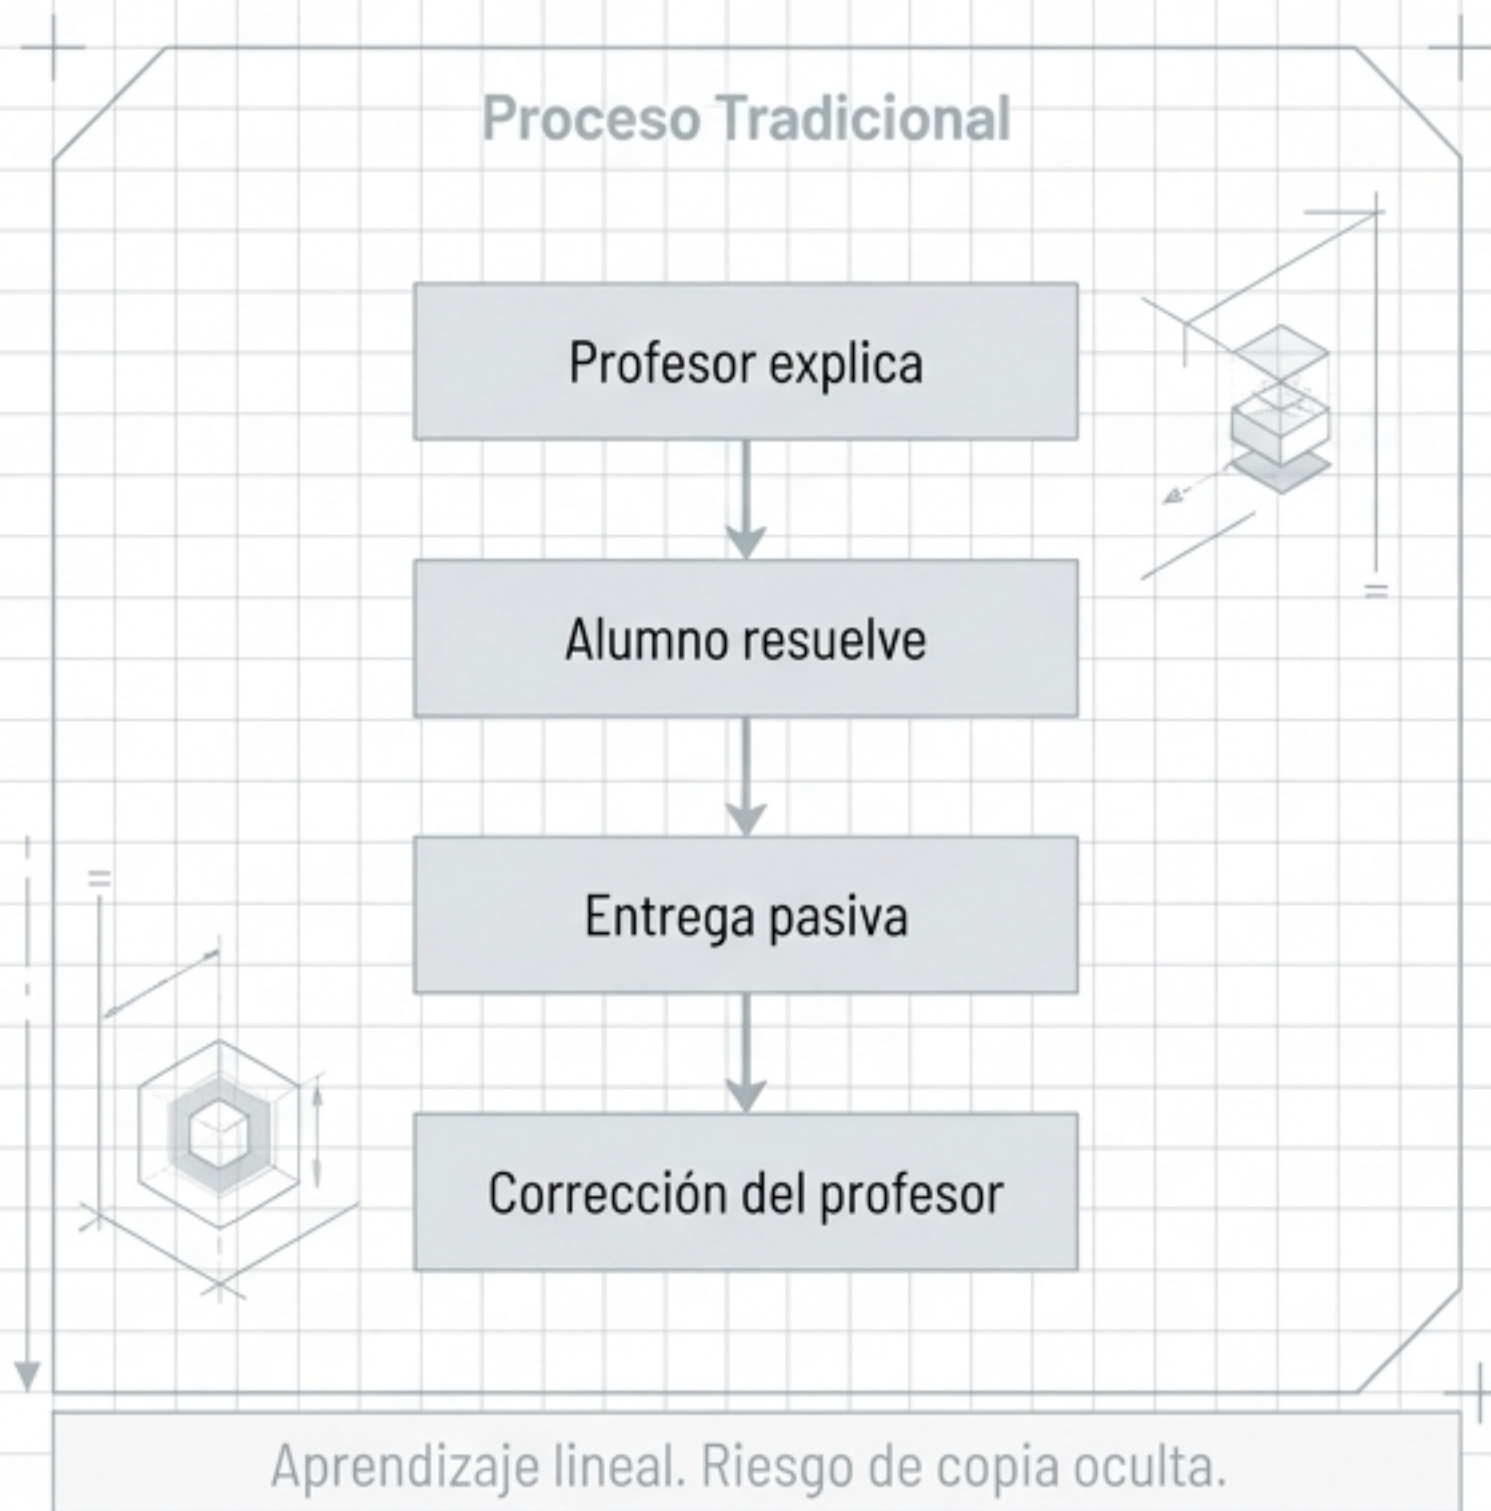 Proceso Tradicional
Profesor explica
Alumno resuelve
Entrega pasiva
Corrección del profesor
Aprendizaje lineal. Riesgo de copia oculta.